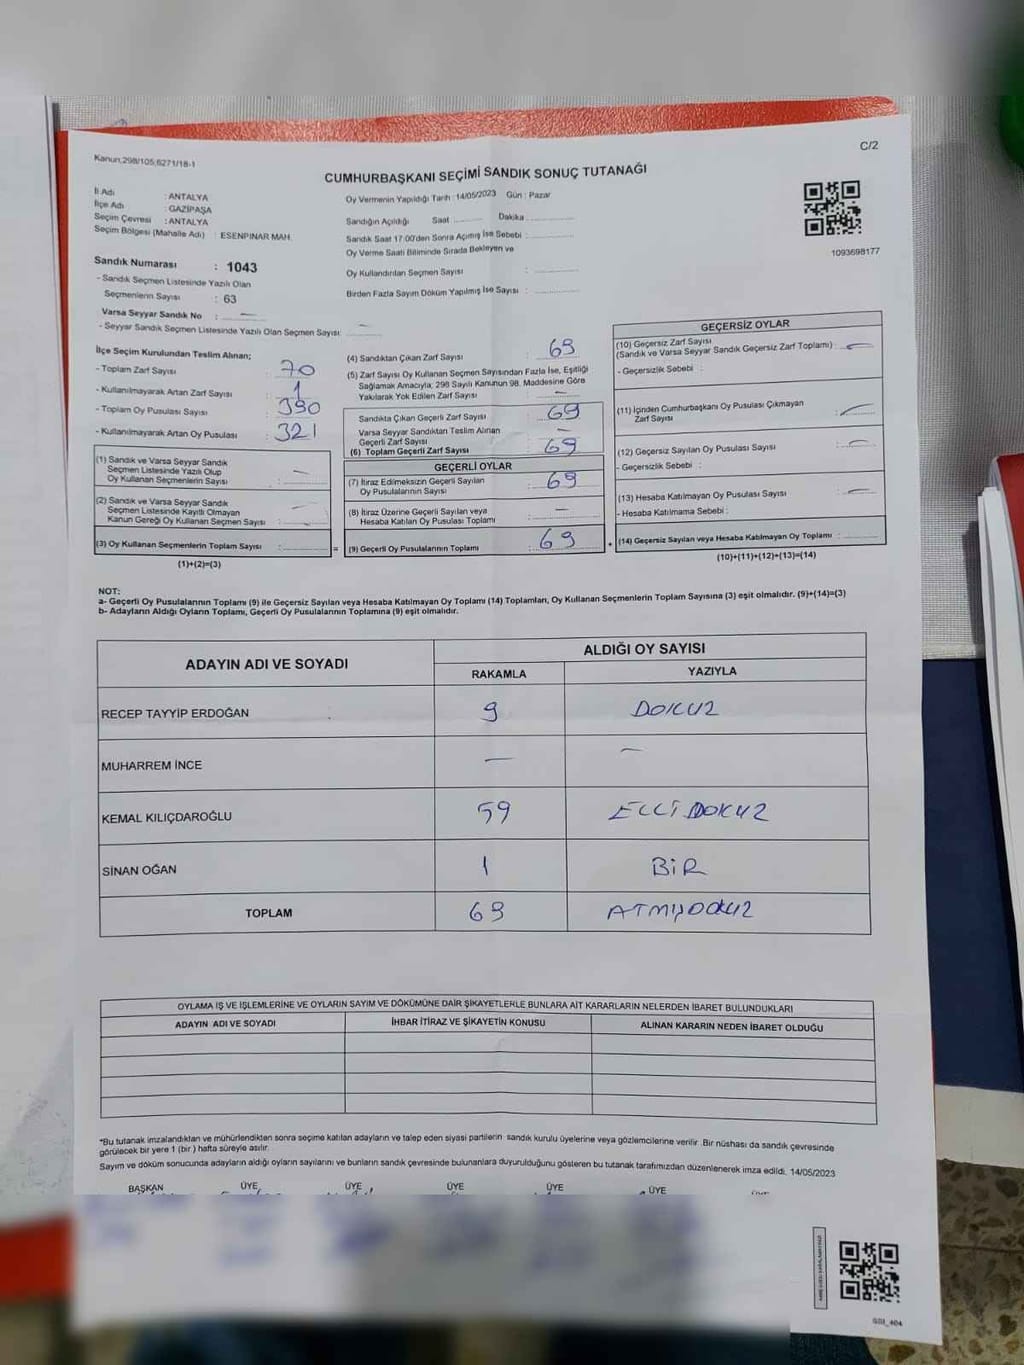 C/2
Kanun;298/105;6271/18-1
CUMHURBAŞKANI SEÇİMİ SANDIK SONUÇ TUTANAĞI
İl Adı : ANTALYA
İlçe Adı : GAZİPAŞA
Seçim Çevresi : ANTALYA
Seçim Bölgesi (Mahalle Adı) : ESENPINAR MAH.
Oy Vermenin Yapıldığı Tarih : 14/05/2023 Gün : Pazar
Sandığın Açıldığı Saat ............ Dakika ............
Sandık Saat 17:00'den Sonra Açımış İse Sebebi : ............
Oy Verme Saati Bitiminde Sırada Bekleyen ve
Oy Kullandırılan Seçmen Sayısı : ............
Birden Fazla Sayım Döküm Yapılmış İse Sayısı : ............
1093698177
Sandık Numarası : 1043
- Sandık Seçmen Listesinde Yazılı Olan
Seçmenlerin Sayısı : 63
Varsa Seyyar Sandık No : —
- Seyyar Sandık Seçmen Listesinde Yazılı Olan Seçmen Sayısı: —
İlçe Seçim Kurulundan Teslim Alınan;
- Toplam Zarf Sayısı : 70
- Kullanılmayarak Artan Zarf Sayısı : 1
- Toplam Oy Pusulası Sayısı : 390
- Kullanılmayarak Artan Oy Pusulası : 321
(1) Sandık ve Varsa Seyyar Sandık
Seçmen Listesinde Yazılı Olup
Oy Kullanan Seçmenlerin Sayısı : —
(2) Sandık ve Varsa Seyyar Sandık
Seçmen Listesinde Kayıtlı Olmayan
Kanun Gereği Oy Kullanan Seçmen Sayısı : —
(3) Oy Kullanan Seçmenlerin Toplam Sayısı : ............ =
(1)+(2)=(3)
(4) Sandıktan Çıkan Zarf Sayısı : 69
(5) Zarf Sayısı Oy Kullanan Seçmen Sayısından Fazla İse, Eşitliği
Sağlamak Amacıyla; 298 Sayılı Kanunun 98. Maddesine Göre
Yakılarak Yok Edilen Zarf Sayısı : —
Sandıkta Çıkan Geçerli Zarf Sayısı : 69
Varsa Seyyar Sandıktan Teslim Alınan
Geçerli Zarf Sayısı : —
(6) Toplam Geçerli Zarf Sayısı : 69
GEÇERLİ OYLAR
(7) İtiraz Edilmeksizin Geçerli Sayılan
Oy Pusulalarının Sayısı : 69
(8) İtiraz Üzerine Geçerli Sayılan veya
Hesaba Katılan Oy Pusulası Toplamı : —
(9) Geçerli Oy Pusulalarının Toplamı : 69 +
GEÇERSİZ OYLAR
(10) Geçersiz Zarf Sayısı
(Sandık ve Varsa Seyyar Sandık Geçersiz Zarf Toplamı) : —
- Geçersizlik Sebebi :
(11) İçinden Cumhurbaşkanı Oy Pusulası Çıkmayan
Zarf Sayısı : —
(12) Geçersiz Sayılan Oy Pusulası Sayısı : —
- Geçersizlik Sebebi :
(13) Hesaba Katılmayan Oy Pusulası Sayısı : —
- Hesaba Katılmama Sebebi :
(14) Geçersiz Sayılan veya Hesaba Katılmayan Oy Toplamı : ............
(10)+(11)+(12)+(13)=(14)
NOT:
a- Geçerli Oy Pusulalarının Toplamı (9) ile Geçersiz Sayılan veya Hesaba Katılmayan Oy Toplamı (14) Toplamları, Oy Kullanan Seçmenlerin Toplam Sayısına (3) eşit olmalıdır. (9)+(14)=(3)
b- Adayların Aldığı Oyların Toplamı, Geçerli Oy Pusulalarının Toplamına (9) eşit olmalıdır.
ADAYIN ADI VE SOYADI ALDIĞI OY SAYISI
RAKAMLA YAZIYLA
RECEP TAYYİP ERDOĞAN 9 DOKUZ
MUHARREM İNCE — —
KEMAL KILIÇDAROĞLU 59 ELLİ DOKUZ
SİNAN OĞAN 1 BİR
TOPLAM 69 ATMIŞDOKUZ
OYLAMA İŞ VE İŞLEMLERİNE VE OYLARIN SAYIM VE DÖKÜMÜNE DAİR ŞİKAYETLERLE BUNLARA AİT KARARLARIN NELERDEN İBARET BULUNDUKLARI
ADAYIN ADI VE SOYADI İHBAR İTİRAZ VE ŞİKAYETİN KONUSU ALINAN KARARIN NEDEN İBARET OLDUĞU
*Bu tutanak imzalandıktan ve mühürlendikten sonra seçime katılan adayların ve talep eden siyasi partilerin sandık kurulu üyelerine veya gözlemcilerine verilir. Bir nüshası da sandık çevresinde
görülecek bir yere 1 (bir) hafta süreyle asılır.
Sayım ve döküm sonucunda adayların aldığı oyların sayılarını ve bunların sandık çevresinde bulunanlara duyurulduğunu gösteren bu tutanak tarafımızdan düzenlenerek imza edildi. 14/05/2023
BAŞKAN ÜYE ÜYE ÜYE ÜYE ÜYE